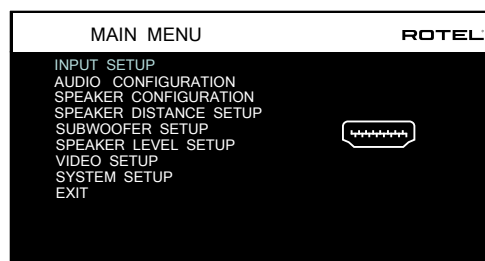 MAIN MENU
ROTEL
INPUT SETUP
AUDIO CONFIGURATION
SPEAKER CONFIGURATION
SPEAKER DISTANCE SETUP
SUBWOOFER SETUP
SPEAKER LEVEL SETUP
VIDEO SETUP
SYSTEM SETUP
EXIT